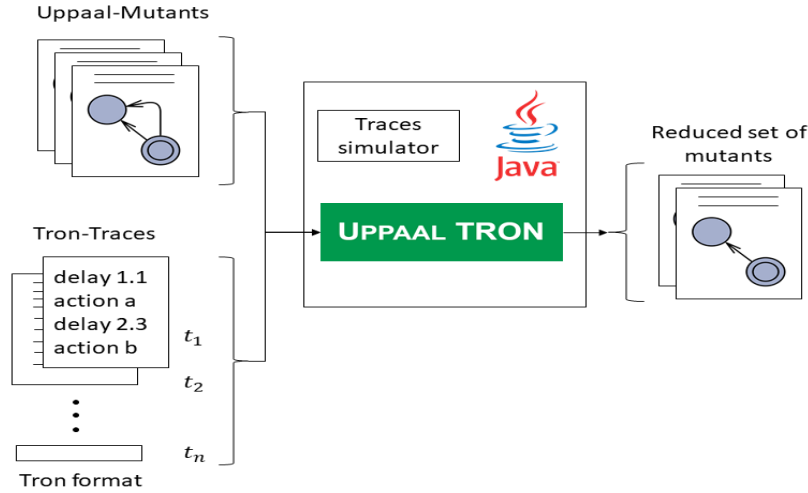 Uppaal-Mutants
Traces
simulator
Java
UPPAAL TRON
Reduced set of
mutants
Tron-Traces
delay 1.1
action a
delay 2.3
action b
t₁
t₂
tₙ
Tron format